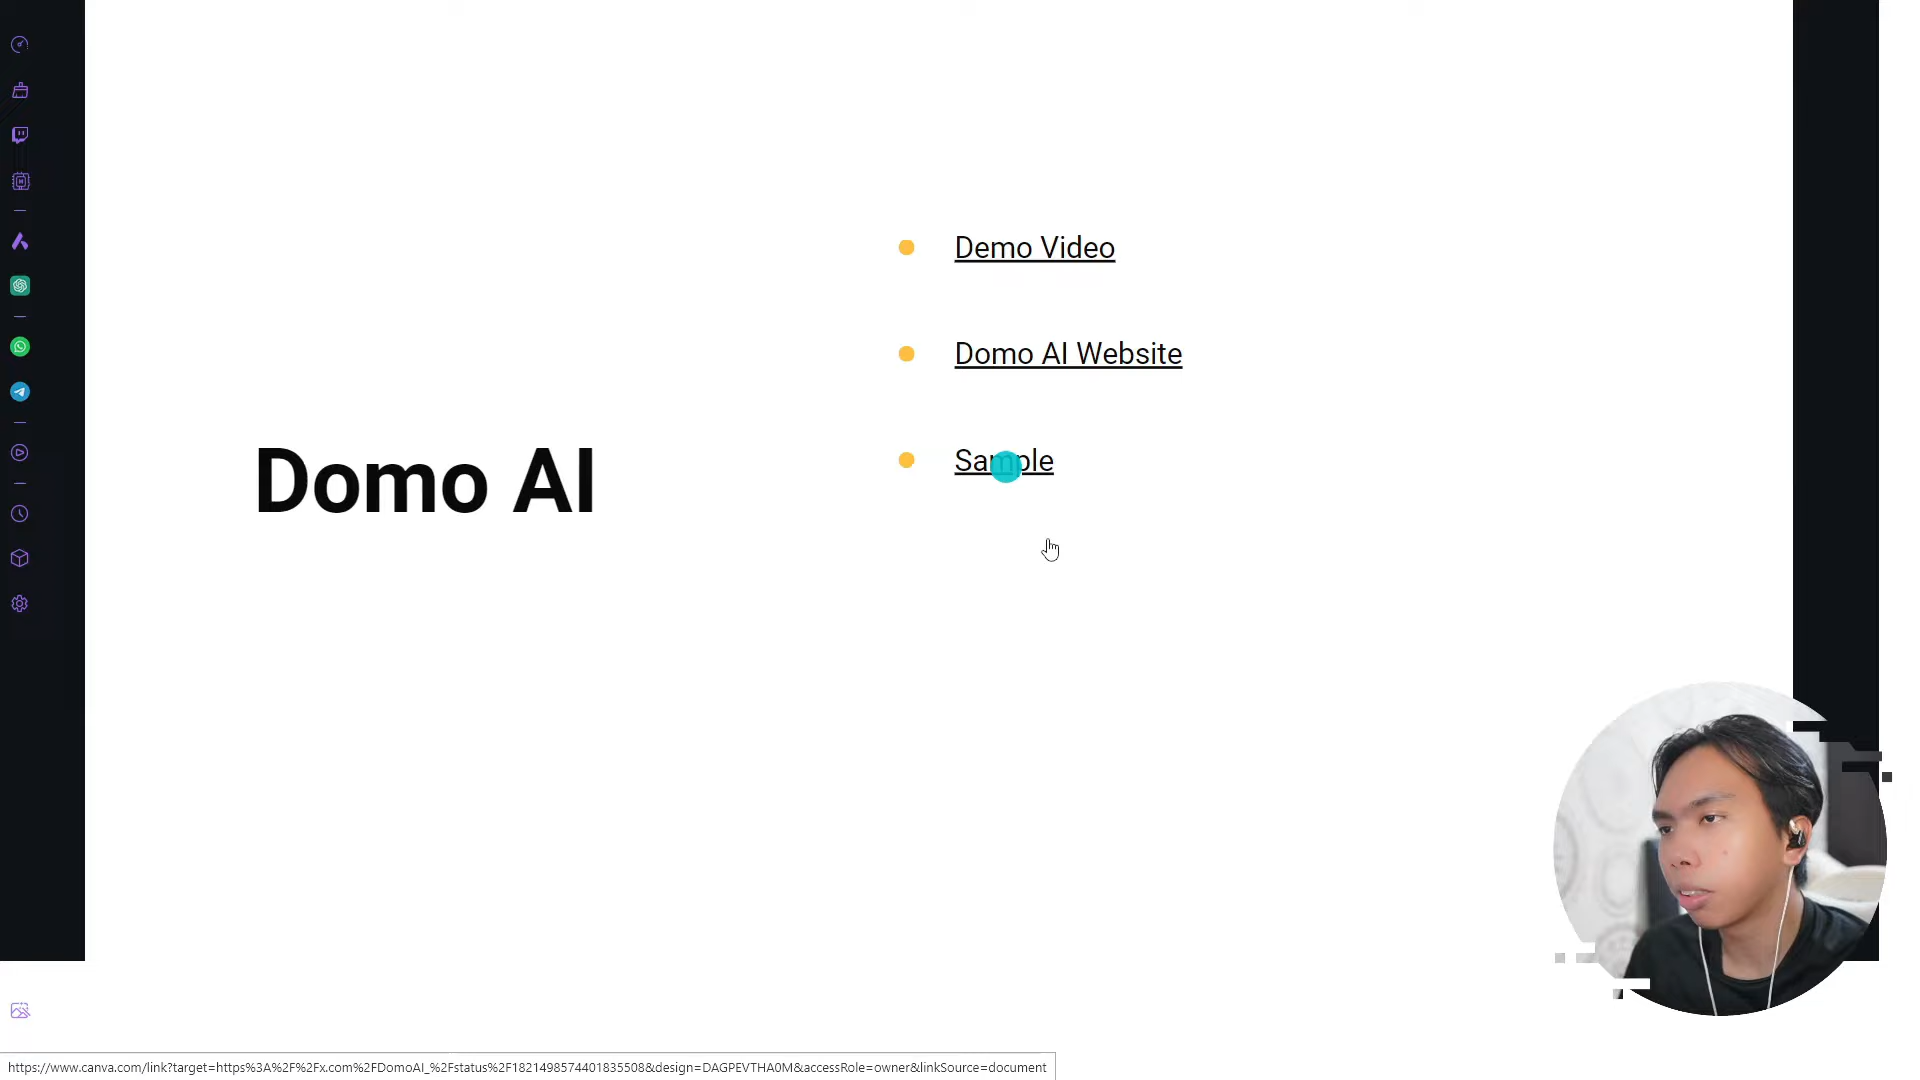 Demo Video
Domo AI Website
Domo AI
Sample
https://www.canva.com/link?target=https%3A%2F%2Fx.com%2FDomoAI_%2Fstatus%2F1821498574401835508&design=DAGPEVTHA0M&accessRole=owner&linkSource=document